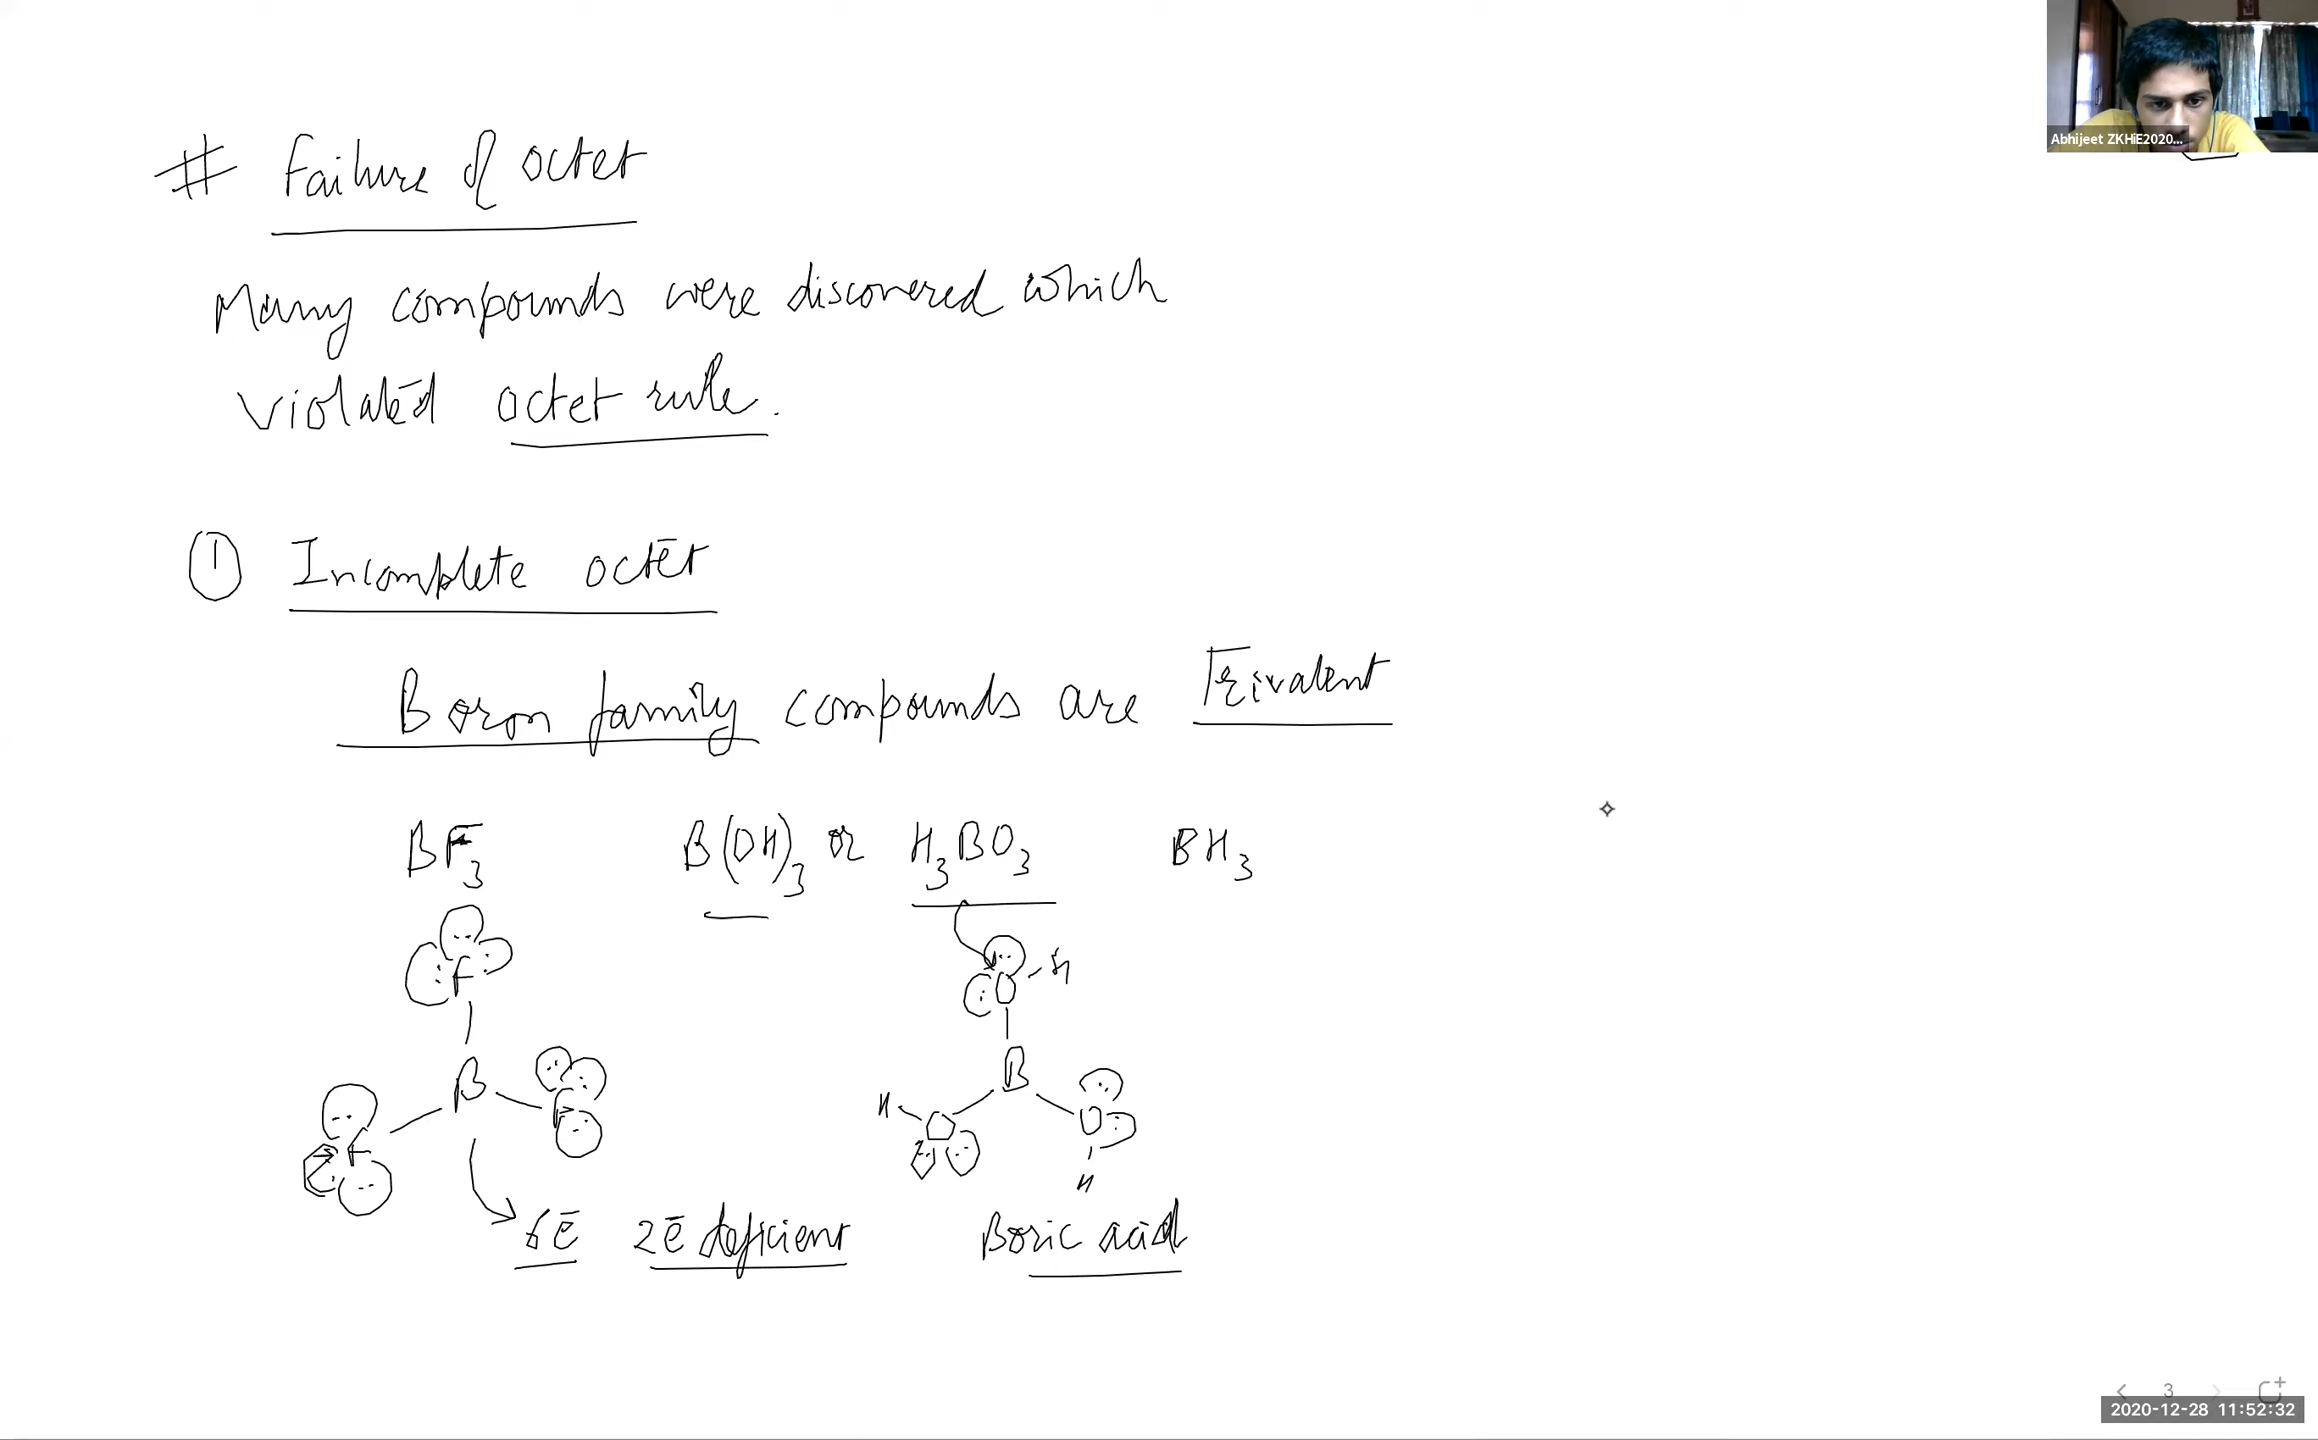 Abhijeet ZKHiE2020...
# Failure of octet
Many compounds were discovered which
violated octet rule.
① Incomplete octet
Boron family compounds are Trivalent
BF3 B(OH)3 or H3BO3 BH3
F O-H
B B
F F H O O
H
6ē 2ē deficient Boric acid
3
2020-12-28 11:52:32